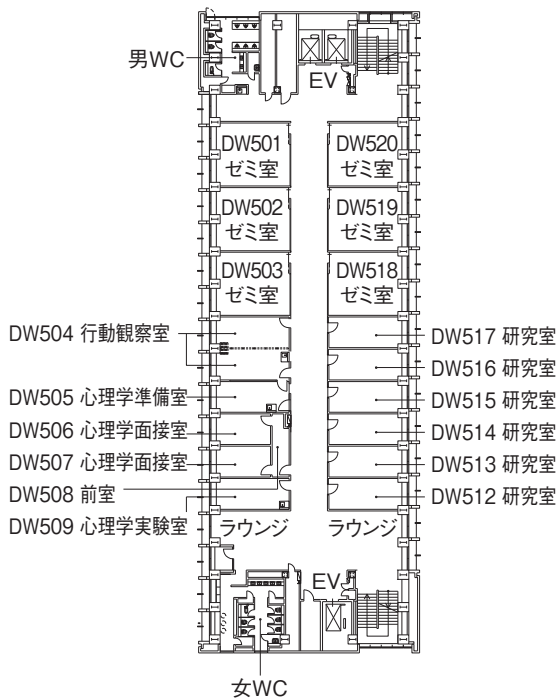 男WC
EV
DW501
ゼミ室
DW520
ゼミ室
DW502
ゼミ室
DW519
ゼミ室
DW503
ゼミ室
DW518
ゼミ室
DW504 行動観察室
DW517 研究室
DW516 研究室
DW505 心理学準備室
DW515 研究室
DW506 心理学面接室
DW514 研究室
DW507 心理学面接室
DW513 研究室
DW508 前室
DW512 研究室
DW509 心理学実験室
ラウンジ
ラウンジ
EV
女WC